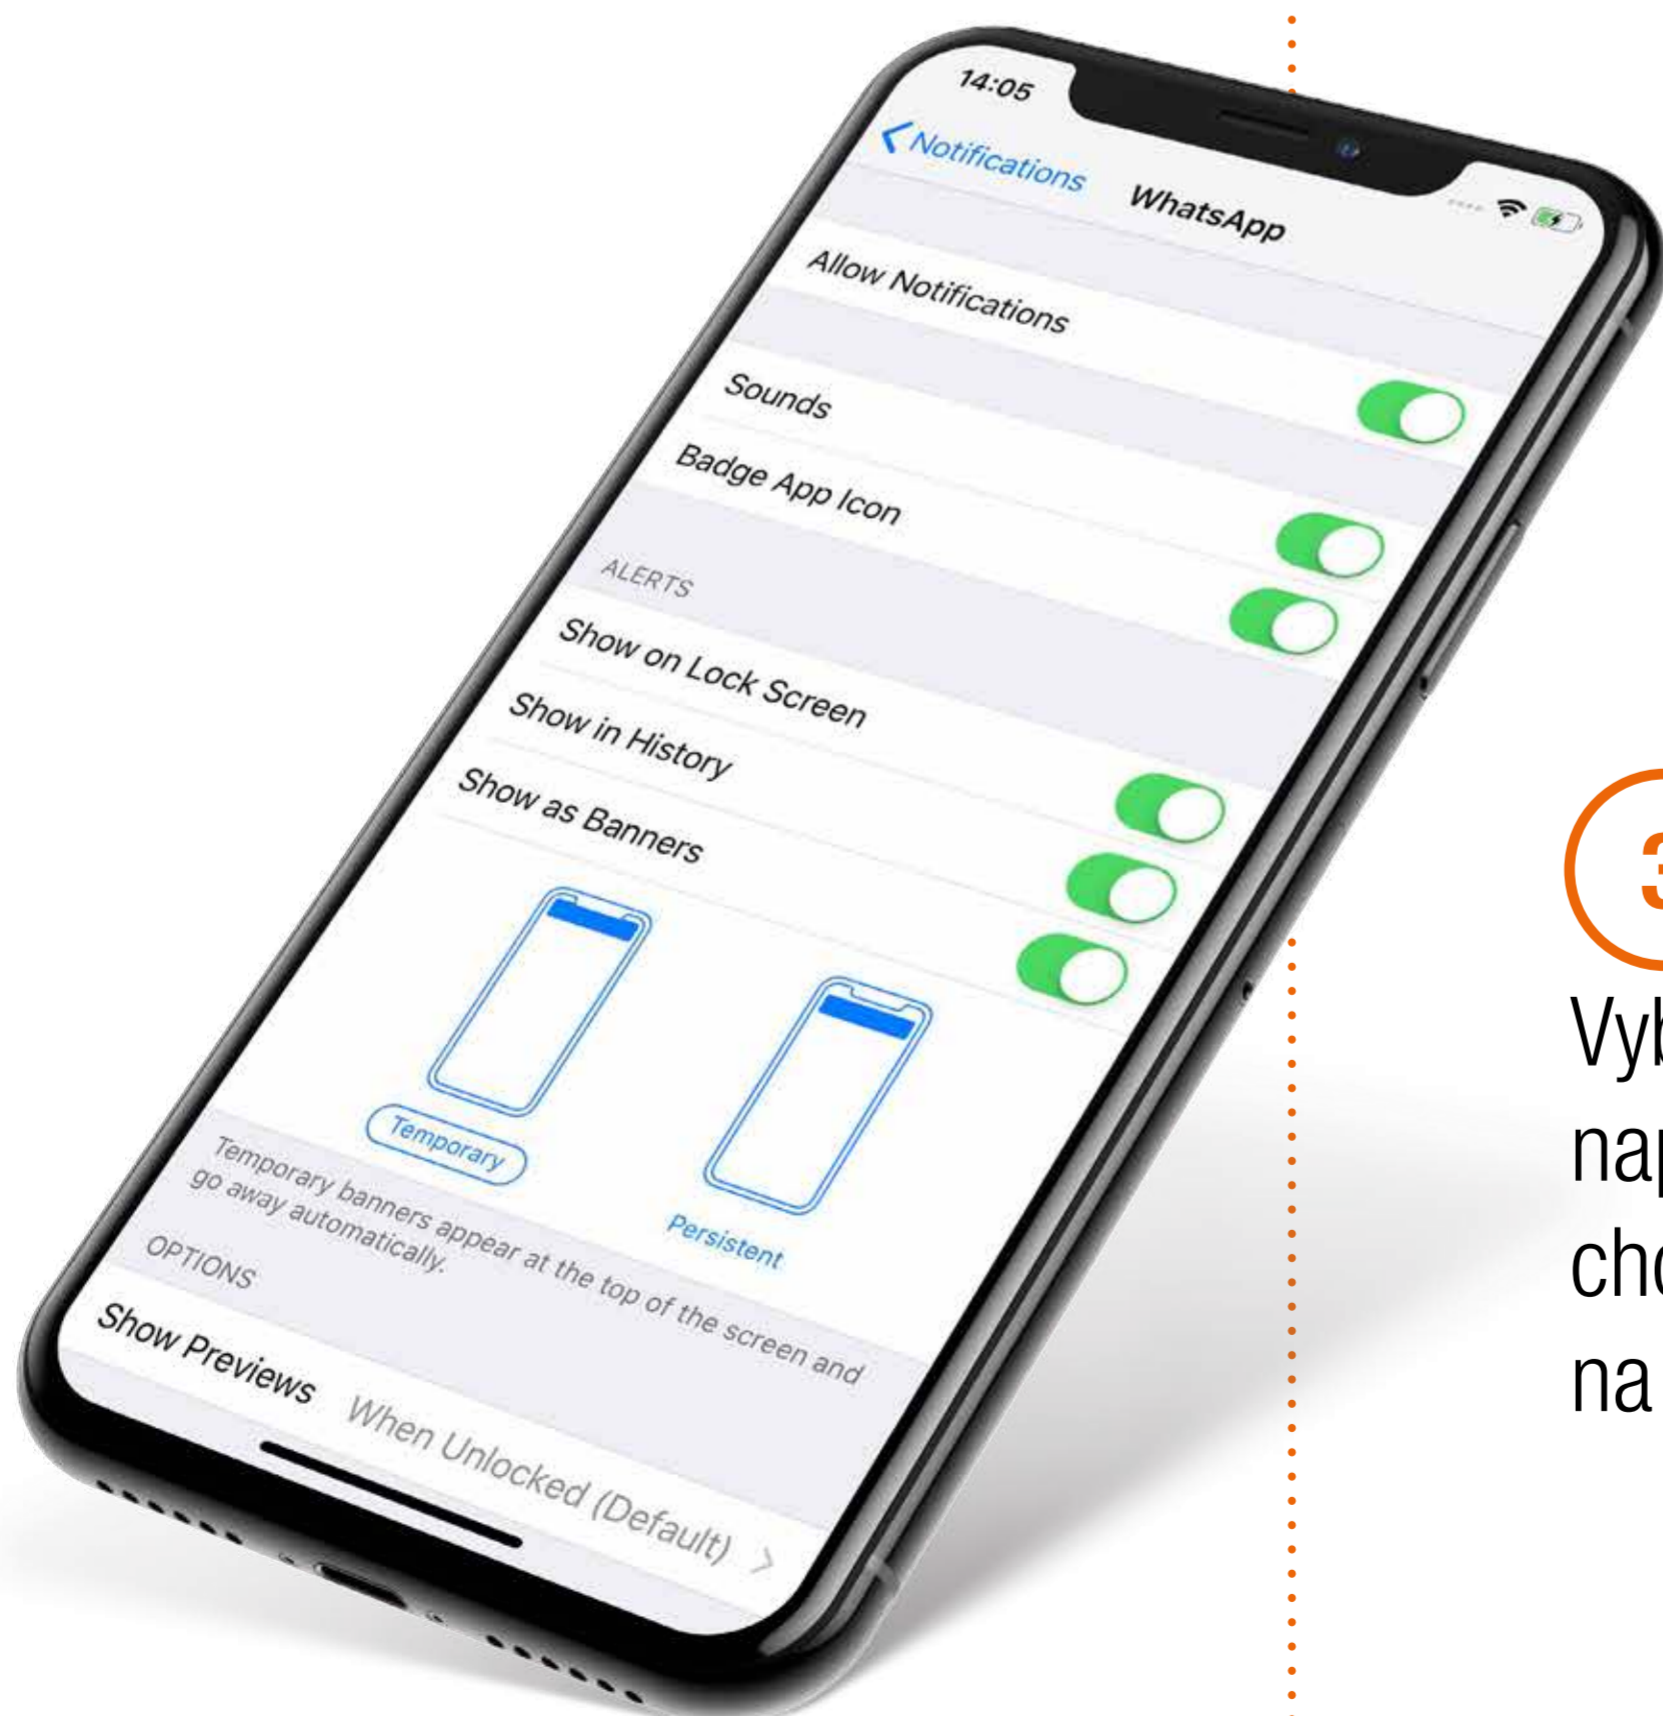 14:05
Notifications
WhatsApp
Allow Notifications
Sounds
Badge App Icon
ALERTS
Show on Lock Screen
Show in History
Show as Banners
Temporary
Persistent
Temporary banners appear at the top of the screen and
go away automatically.
OPTIONS
Show Previews When Unlocked (Default)
3
na